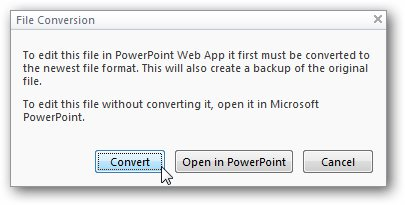 File Conversion
To edit this file in PowerPoint Web App it first must be converted to
the newest file format. This will also create a backup of the original
file.
To edit this file without converting it, open it in Microsoft
PowerPoint.
Convert Open in PowerPoint Cancel